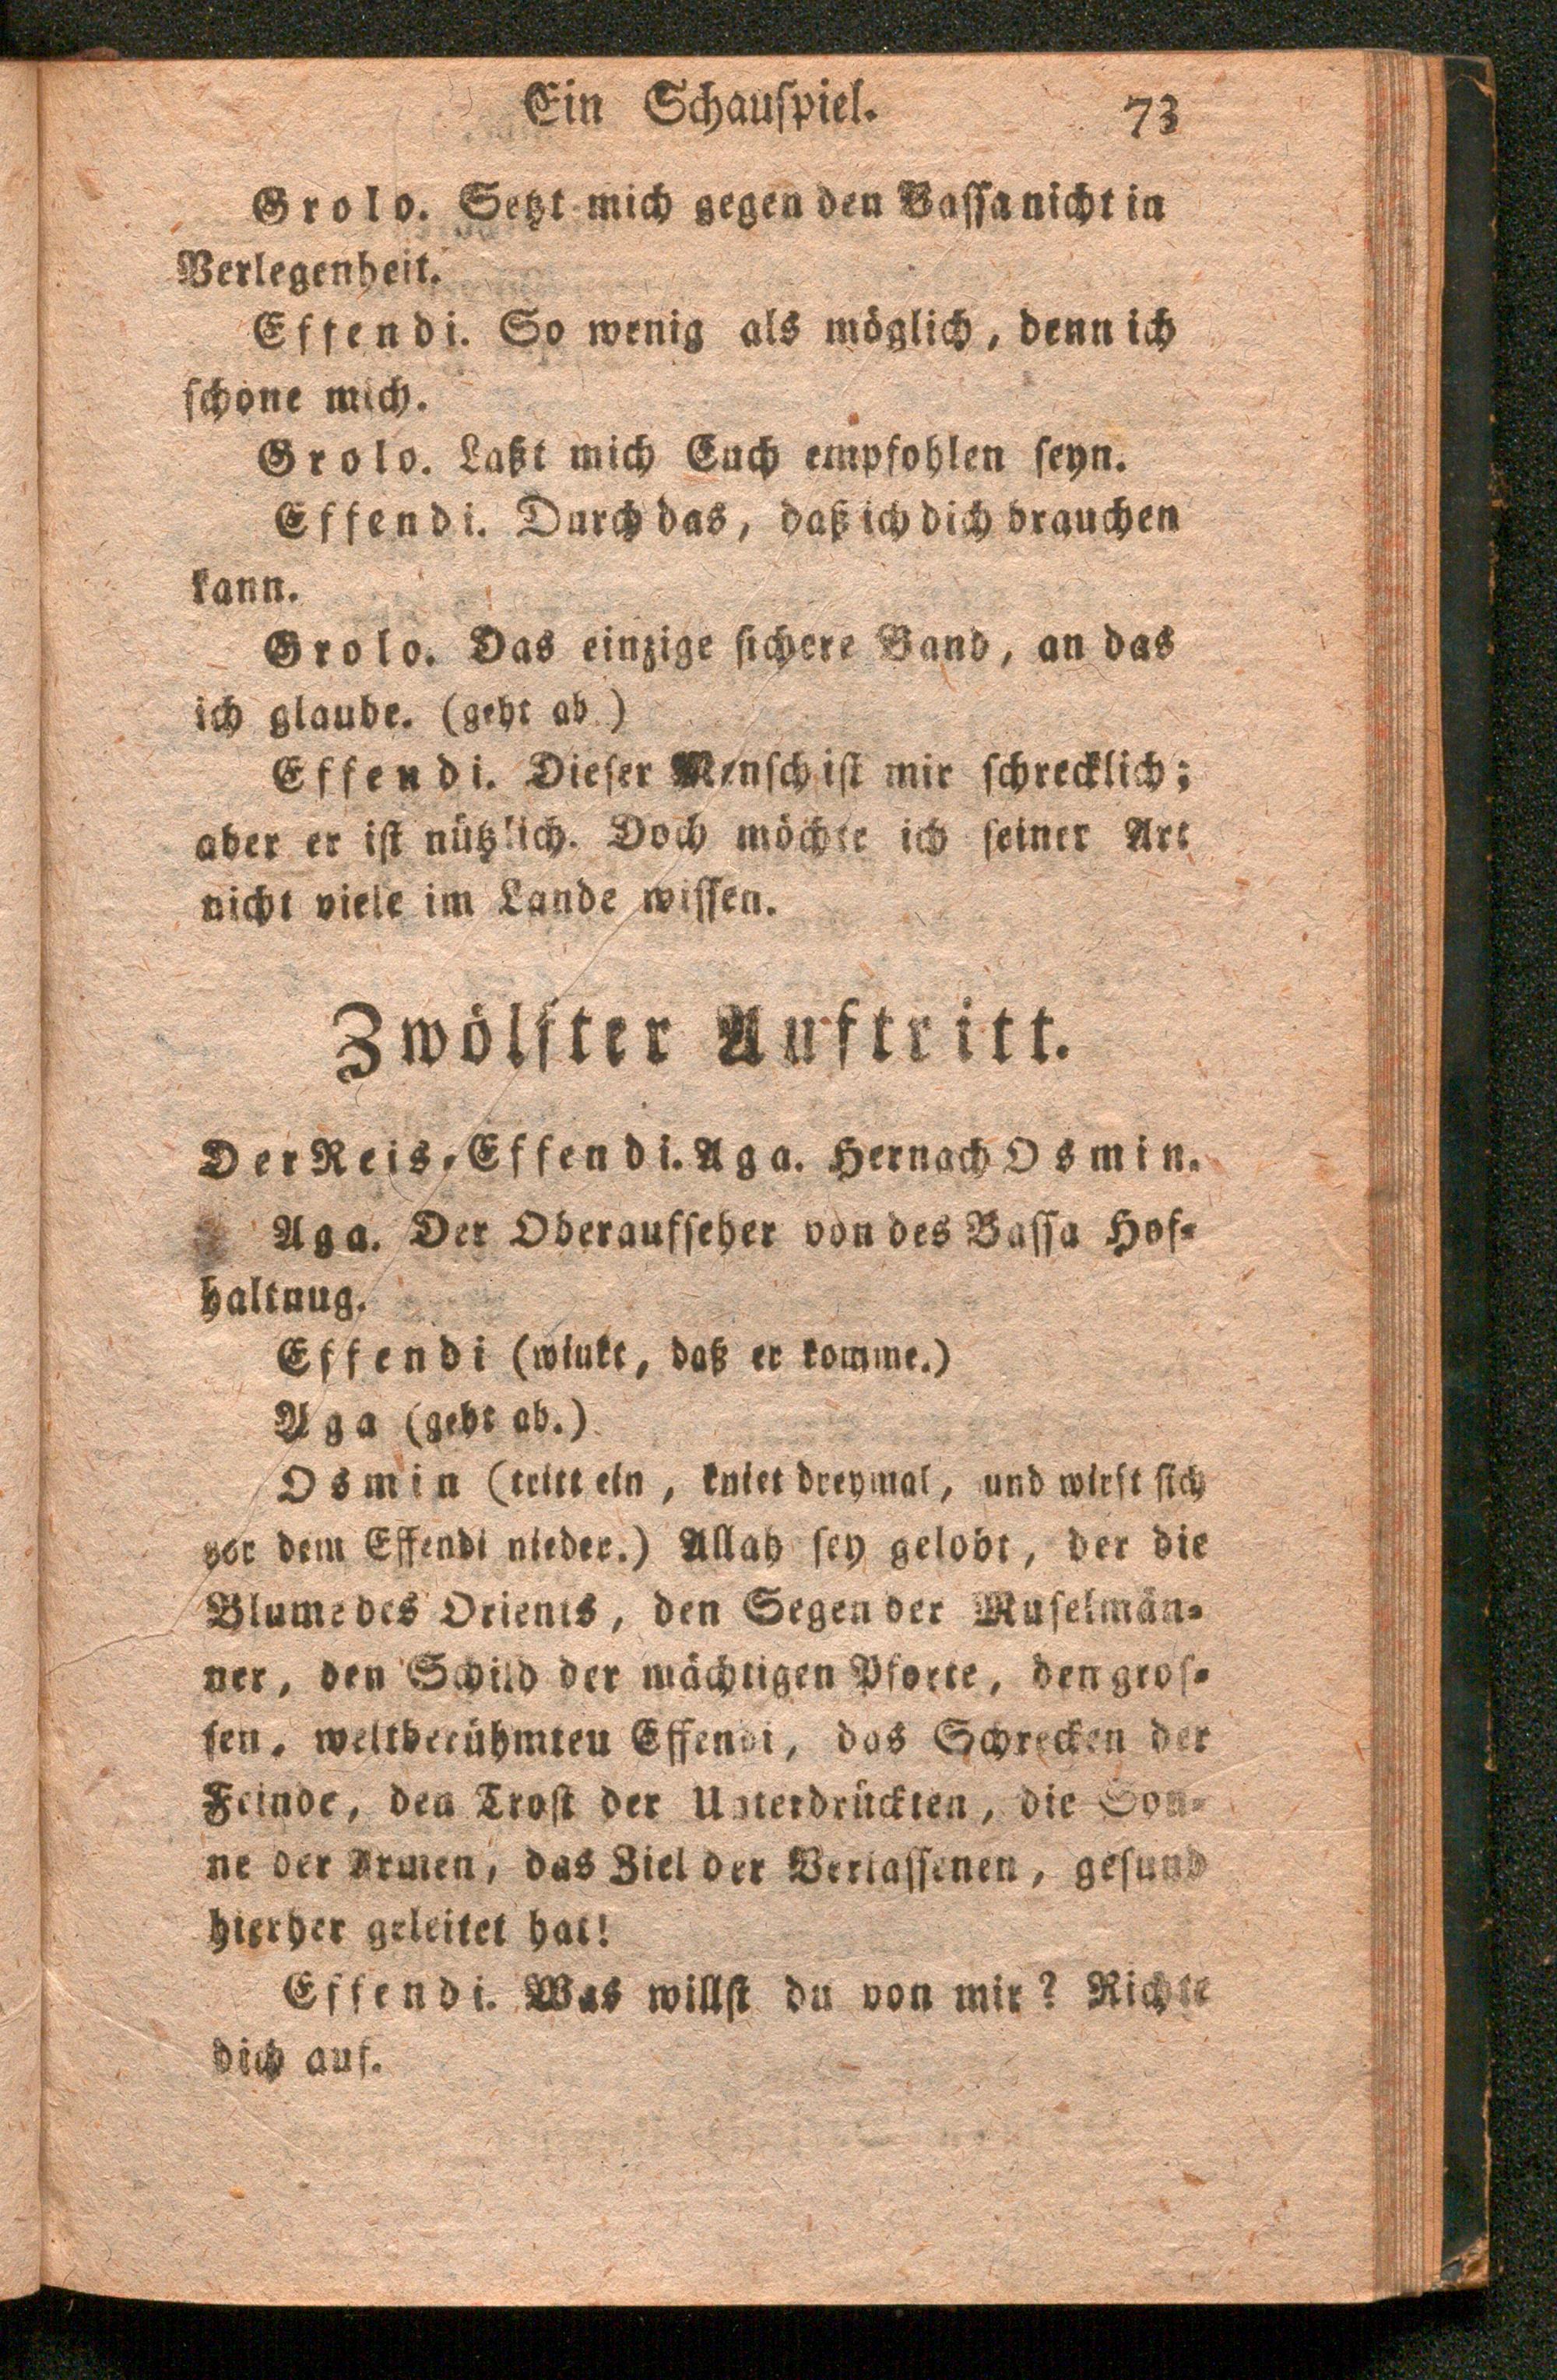 Ein Schauspiel. 73
Grolo. Setzt mich gegen den Bassa nicht in
Verlegenheit.
Effendi. So wenig als möglich, denn ich
schone mich.
Grolo. Laßt mich Euch empfohlen seyn.
Effendi. Durch das, daß ich dich brauchen
kann.
Grolo. Das einzige sichere Band, an das
ich glaube. (geht ab.)
Effendi. Dieser Mensch ist mir schrecklich;
aber er ist nützlich. Doch möchte ich seiner Art
nicht viele im Lande wissen.
Zwölfter Auftritt.
Der Reis-Effendi. Aga. Hernach Osmin.
Aga. Der Oberaufseher von des Bassa Hof-
haltnug.
Effendi (winkt, daß er komme.)
Aga (geht ab.)
Osmin (tritt ein, kniet dreymal, und wirft sich
vor dem Effendi nieder.) Allah sey gelobt, der die
Blume des Orients, den Segen der Muselmän-
ner, den Schild der mächtigen Pforte, den gros-
sen, weltberühmten Effendi, das Schrecken der
Feinde, den Trost der Unterdrückten, die Son-
ne der Armen, das Ziel der Verlassenen, gesund
hierher geleitet hat!
Effendi. Was willst du von mir? Richte
dich auf.